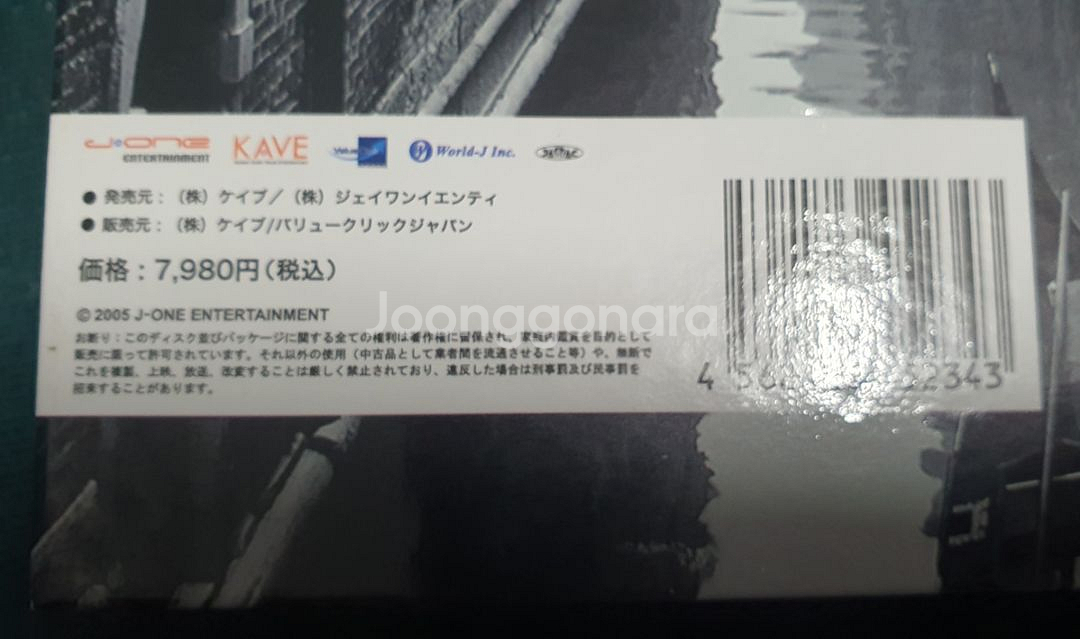 J-ONE
ENTERTAINMENT
KAVE
World-J Inc.
● 発売元：（株）ケイブ／（株）ジェイワンイエンティ
● 販売元：（株）ケイブ/バリュークリックジャパン
価格：7,980円（税込）
© 2005 J-ONE ENTERTAINMENT
お断り：このディスク並びパッケージに関する全ての権利は著作権に留保され、家庭内鑑賞を目的として
販売に限って許可されています。それ以外の使用（中古品として業者間を流通させること等）や、無断で
これを複製、上映、放送、改変することは厳しく禁止されており、違反した場合は刑事罰及び民事罰を
招来することがあります。
Joonggonara